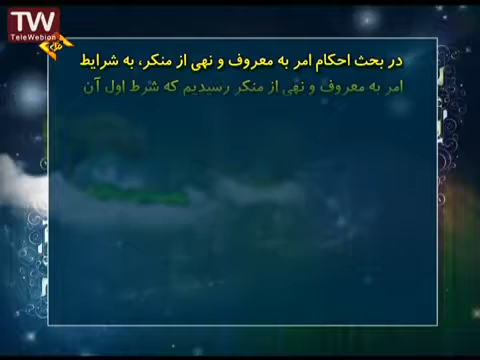 TW
TeleWebion
در بحث احکام امر به معروف و نهی از منکر، به شرایط
امر به معروف و نهی از منکر رسیدیم که شرط اول آن